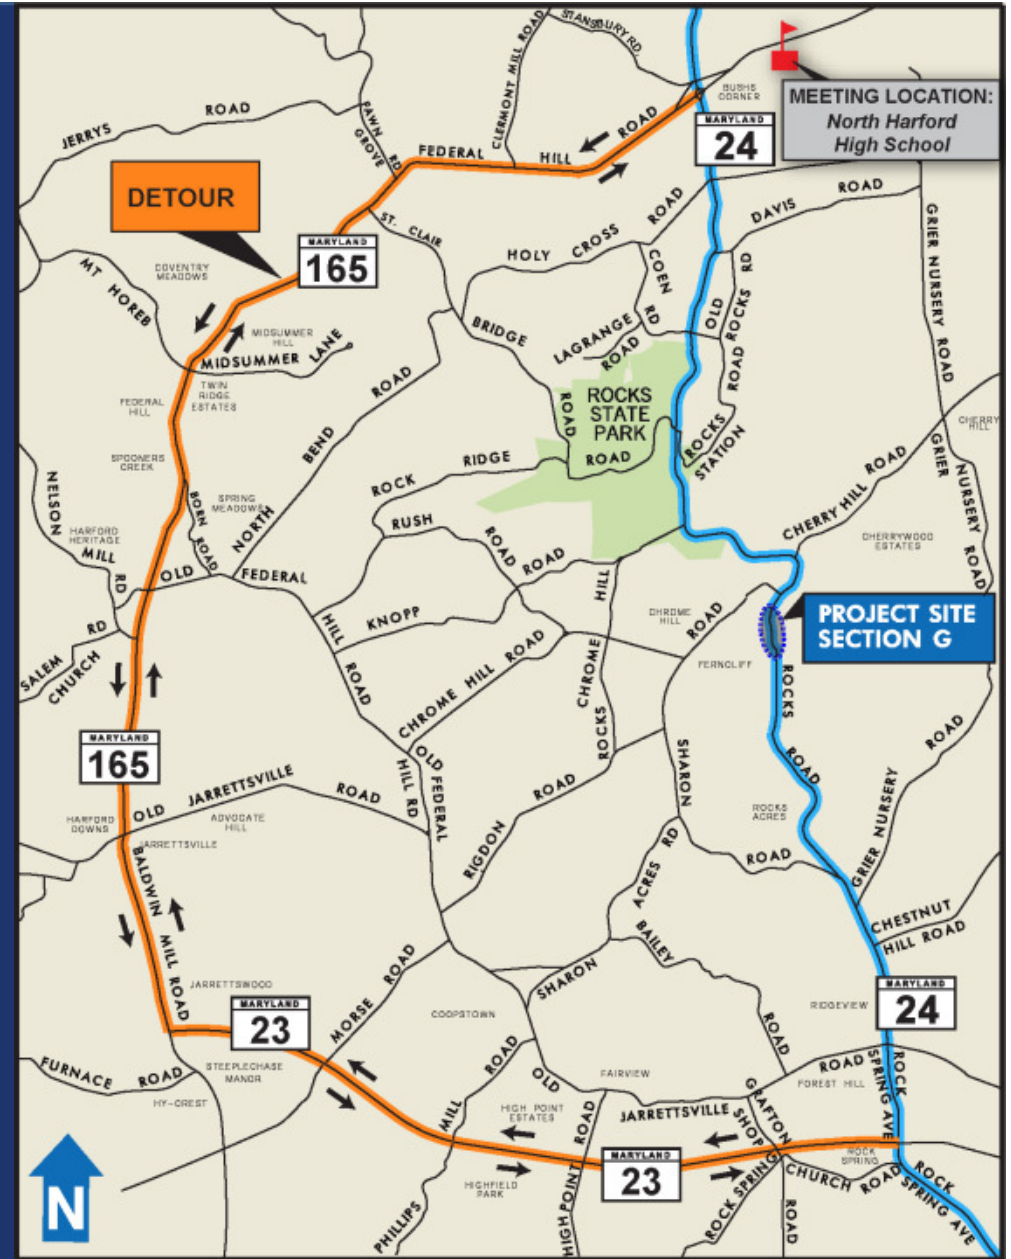 STANSBURY RD.
CLERMONT MILL ROAD
BUSHS
CORNER
MEETING LOCATION:
North Harford
High School
JERRYS ROAD
FAWN
GROVE
RD
FEDERAL HILL ROAD
MARYLAND
24
DETOUR
MARYLAND
165
ST. CLAIR
HOLY CROSS ROAD
DAVIS ROAD
GRIER NURSERY ROAD
MT HOREB
COVENTRY
MEADOWS
COEN
RD
OLD
ROAD ROCKS RD
BRIDGE
ROAD
LAGRANGE
ROAD
MIDSUMMER
HILL
MIDSUMMER LANE
TWIN
RIDGE
ESTATES
FEDERAL
HILL
ROCKS
STATE
PARK
ROCKS
STATION
NORTH BEND ROAD
ROCK RIDGE ROAD
CHERRY
HILL
SPOONERS
CREEK
GRIER
NURSERY
ROAD
CHERRY HILL ROAD
CHERRYWOOD
ESTATES
NELSON
MILL
RD
BORN
ROAD
SPRING
MEADOWS
HARFORD
HERITAGE
RUSH
ROAD
ROAD
OLD FEDERAL
HILL
ROAD
KNOPP
HILL
CHROME
ROCKS
CHROME
HILL
ROAD
PROJECT SITE
SECTION G
FERNCLIFF
ROCKS
ROAD
RD
SALEM
CHURCH
CHROME HILL ROAD
MARYLAND
165
OLD
FEDERAL
HILL RD
SHARON
ROAD
RIGDON ROAD
ROCKS
ACRES
GRIER NURSERY ROAD
OLD JARRETTSVILLE ROAD
HARFORD
DOWNS
ADVOCATE
HILL
JARRETTSVILLE
BALDWIN
MILL ROAD
ACRES RD
BAILEY
ROAD
CHESTNUT
HILL ROAD
SHARON
JARRETTSWOOD
MARYLAND
23
MORSE ROAD
COOPSTOWN
RIDGEVIEW
MARYLAND
24
FURNACE ROAD
STEEPLECHASE
MANOR
HY-CREST
MILL ROAD
OLD
JARRETTSVILLE
ROAD
FAIRVIEW
FOREST HILL
ROCK
SPRING AVE
HIGH POINT
ESTATES
GRAFTON
SHOP
ROAD
HIGH POINT ROAD
MARYLAND
23
ROCK
SPRING
ROCK SPRING
CHURCH ROAD
ROCK
SPRING AVE
HIGHFIELD
PARK
PHILLIPS
N